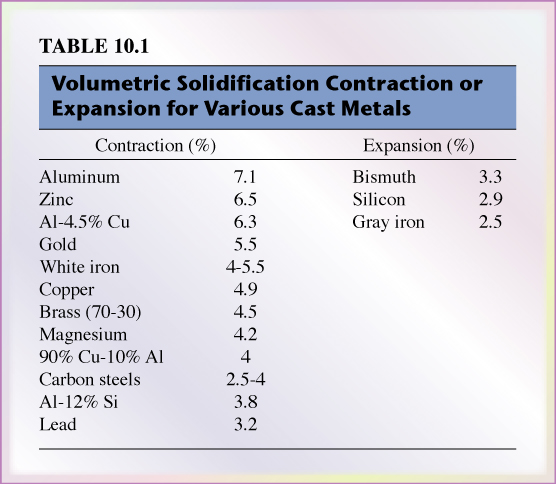 TABLE 10.1
Volumetric Solidification Contraction or
Expansion for Various Cast Metals
Contraction (%) Expansion (%)
Aluminum 7.1 Bismuth 3.3
Zinc 6.5 Silicon 2.9
Al-4.5% Cu 6.3 Gray iron 2.5
Gold 5.5
White iron 4-5.5
Copper 4.9
Brass (70-30) 4.5
Magnesium 4.2
90% Cu-10% Al 4
Carbon steels 2.5-4
Al-12% Si 3.8
Lead 3.2